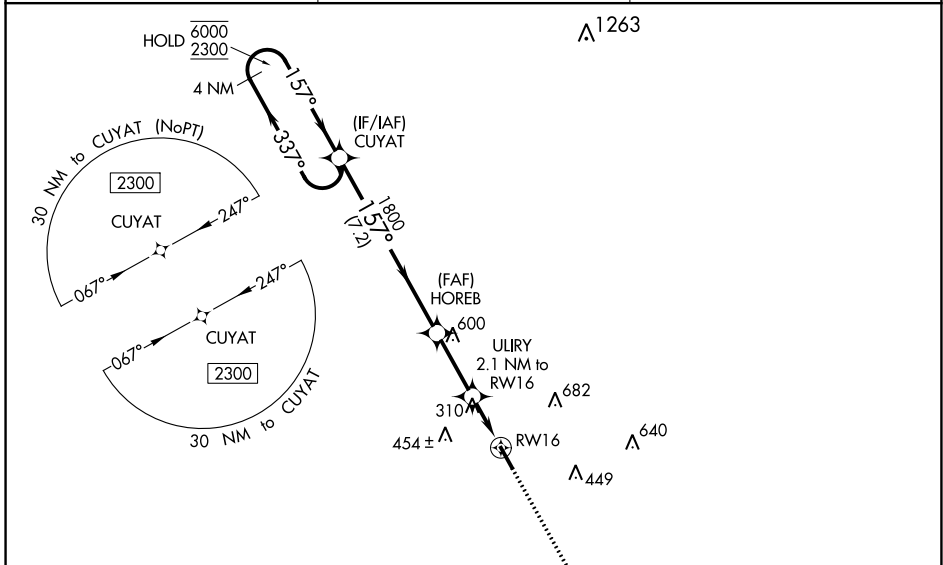 HOLD 6000
2300
4 NM
157°
337°
(IF/IAF)
CUYAT
1263
30 NM to CUYAT (NoPT)
2300
CUYAT
247°
067°
1800
157°
(7.2)
247°
067°
CUYAT
2300
30 NM to CUYAT
(FAF)
HOREB
600
ULIRY
2.1 NM to
RW16
310
682
454 ±
RW16
640
449